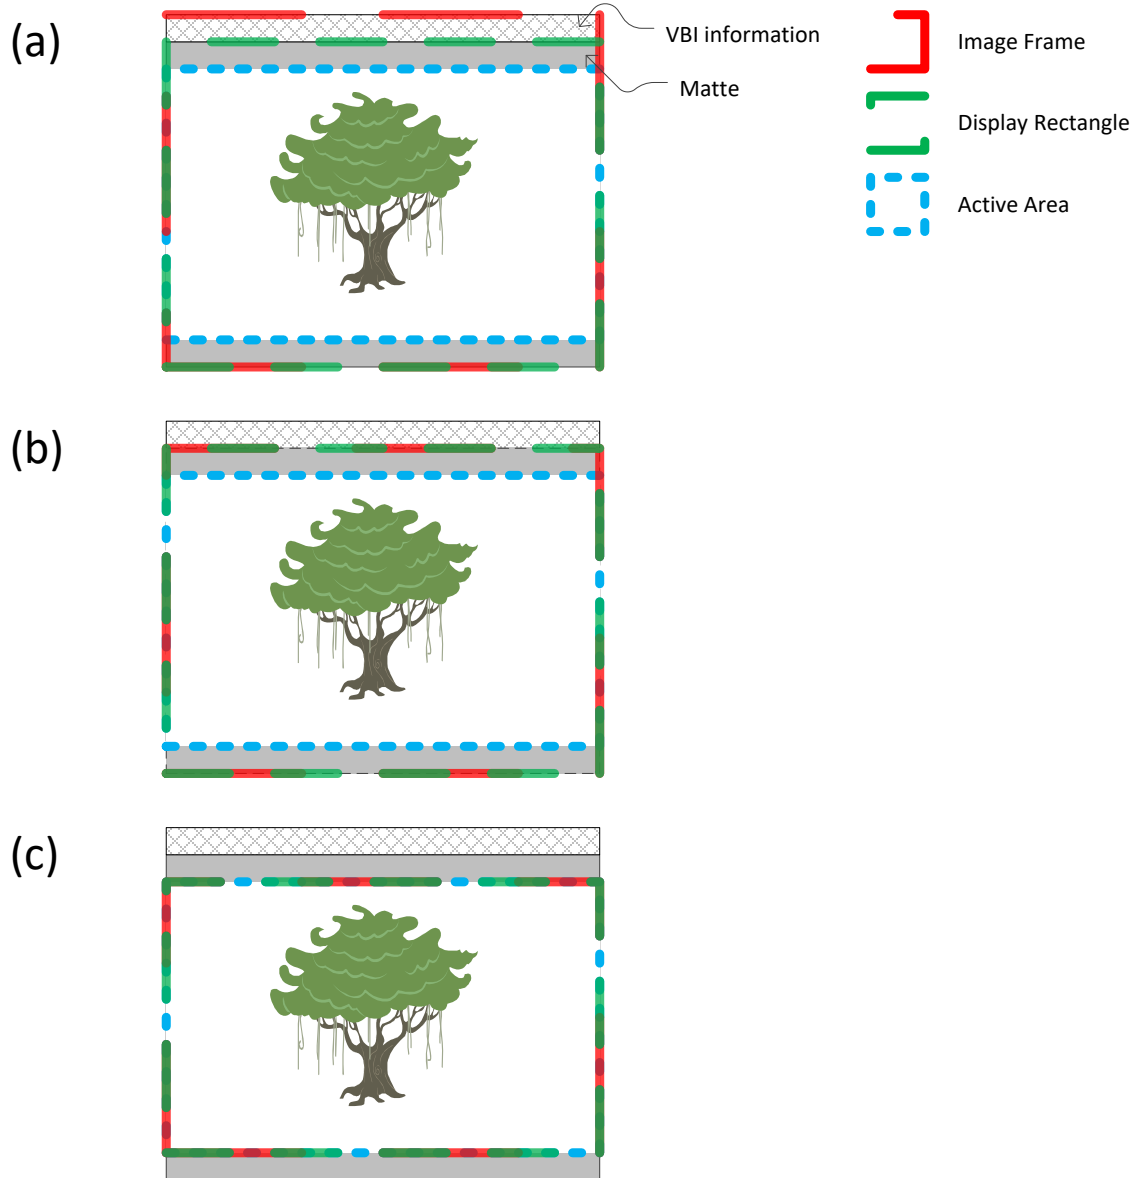 (a)
VBI information
Matte
Image Frame
Display Rectangle
Active Area
(b)
(c)